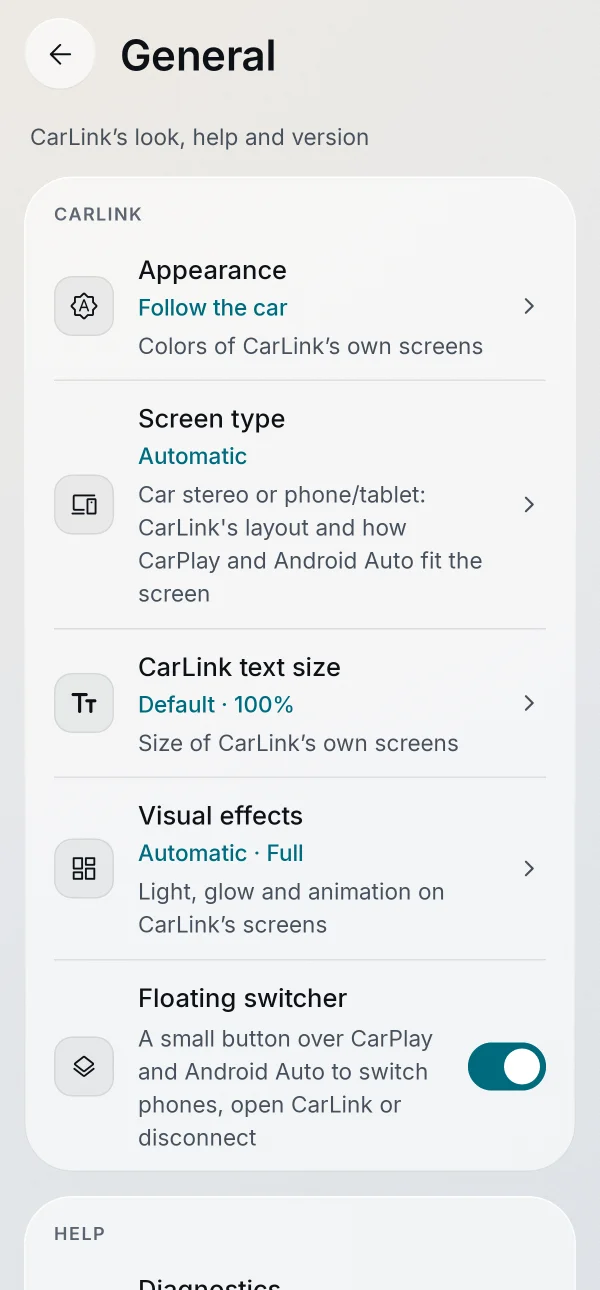 General
CarLink’s look, help and version
CARLINK
Appearance
Follow the car
Colors of CarLink’s own screens
Screen type
Automatic
Car stereo or phone/tablet:
CarLink's layout and how
CarPlay and Android Auto fit the
screen
CarLink text size
Default · 100%
Size of CarLink’s own screens
Visual effects
Automatic · Full
Light, glow and animation on
CarLink’s screens
Floating switcher
A small button over CarPlay
and Android Auto to switch
phones, open CarLink or
disconnect
HELP
Diagnostics